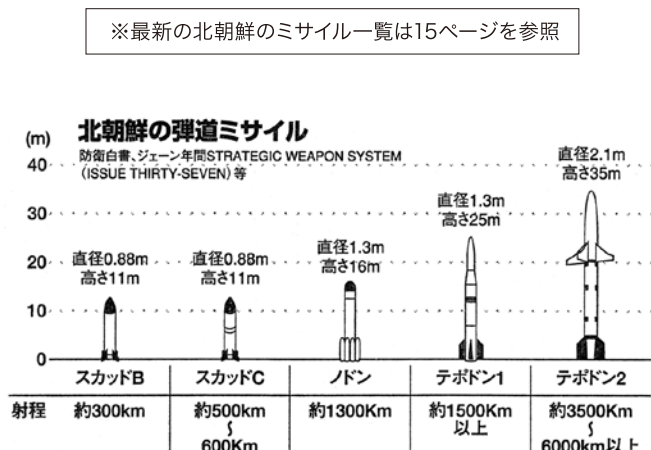 ※最新の北朝鮮のミサイル一覧は15ページを参照
北朝鮮の弾道ミサイル
防衛白書、ジェーン年間STRATEGIC WEAPON SYSTEM
(ISSUE THIRTY-SEVEN)等
(m)
40
30
20
10
0
直径0.88m
高さ11m
直径0.88m
高さ11m
直径1.3m
高さ16m
直径1.3m
高さ25m
直径2.1m
高さ35m
スカッドB
スカッドC
ノドン
テポドン1
テポドン2
射程
約300km
約500km
〜
600Km
約1300Km
約1500Km
以上
約3500Km
〜
6000km以上